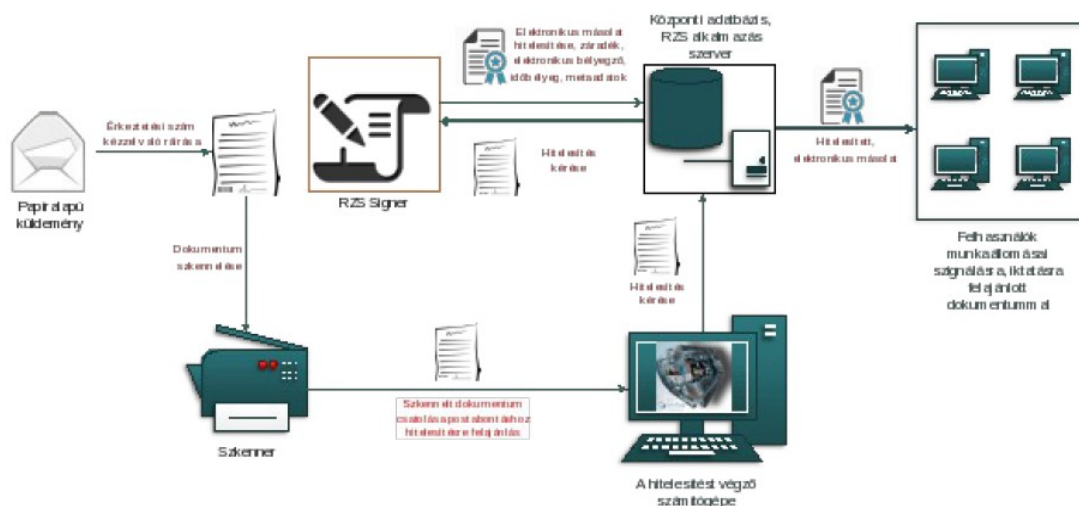 Elektronikus másolat
hitelesítése, záradék,
elektronikus bélyegző,
időbélyeg, metaadatok
Központi adatbázis,
RZS alkalmazás
szerver
Érkeztetési szám
kézzel való ráírása
Papíralapú
küldemény
RZS Signer
Hitelesítés
kérése
Hitelesített,
elektronikus másolat
Felhasználók
munkaállomásai
szignálásra, iktatásra
felajánlott
dokumentummal
Dokumentum
szkennelése
Hitelesítés
kérése
Szkennelt dokumentum
csatolása postabontáshoz
hitelesítésre felajánlás
Szkenner
A hitelesítést végző
számítógépe